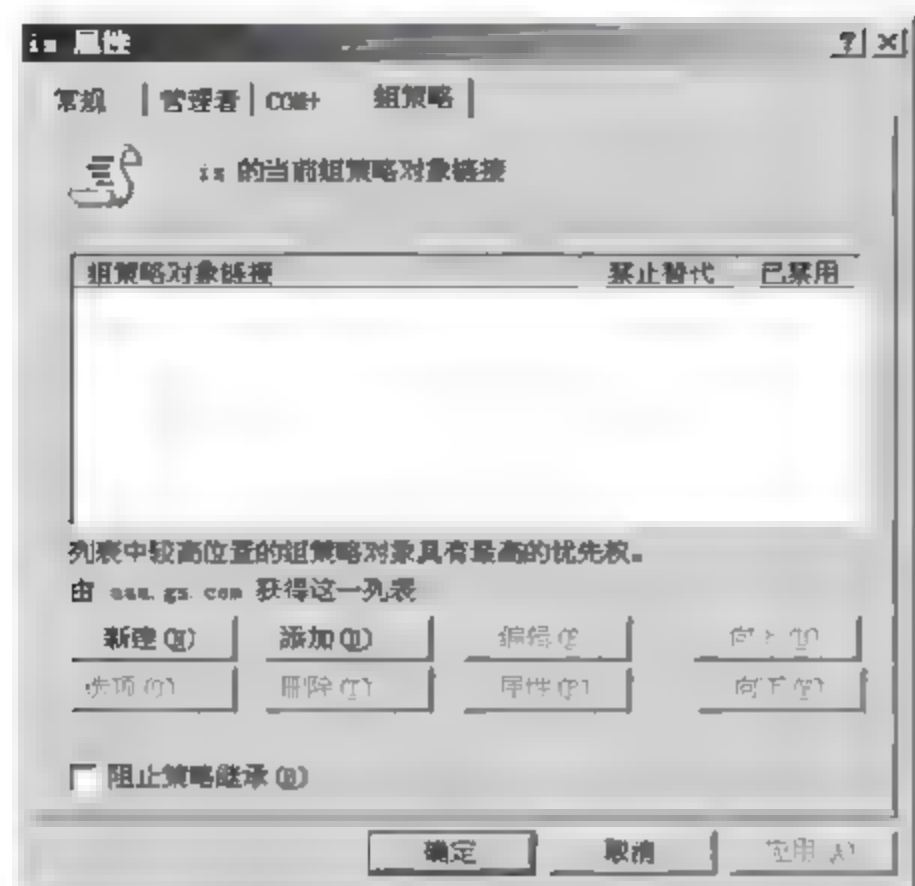 属性
常规 管理者 COM+ 组策略
的当前组策略对象链接
组策略对象链接 禁止替代 已禁用
列表中较高位置的组策略对象具有最高的优先权。
由 获得这一列表
新建(N) 添加(D) 编辑(E) 向上(U)
选项(O) 删除(T) 属性(P) 向下(W)
阻止策略继承(B)
确定 取消 应用(A)